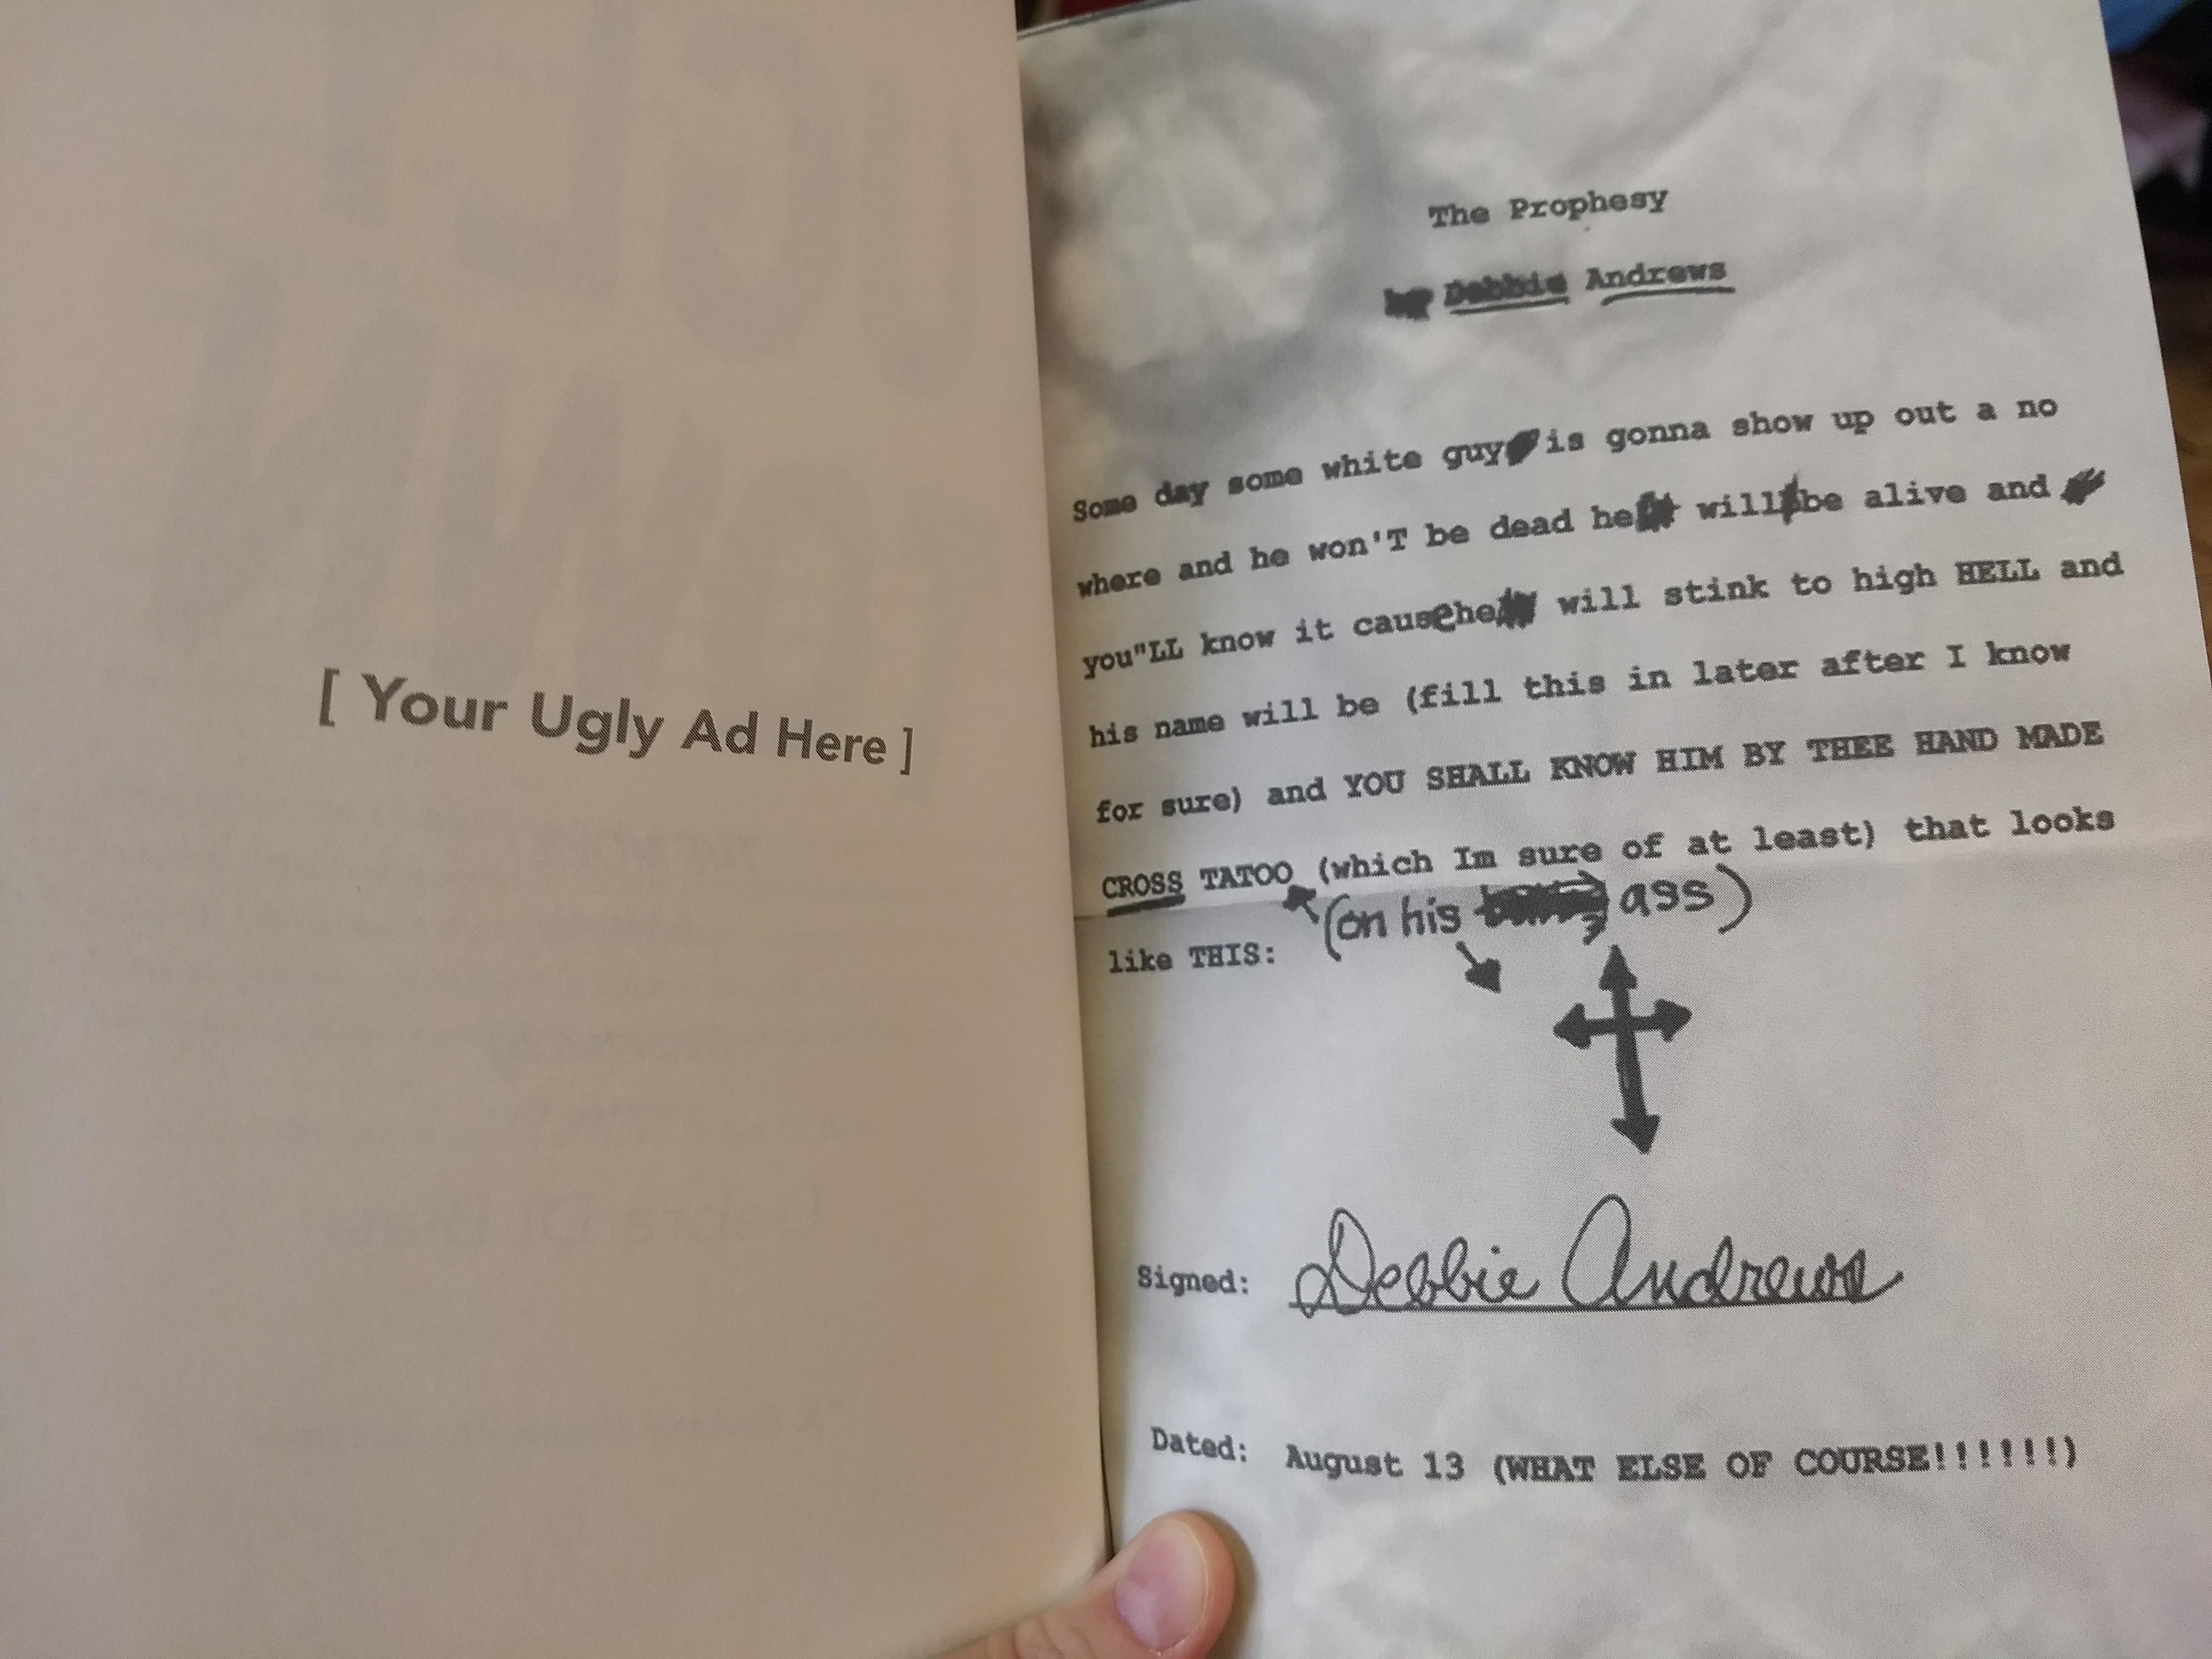 [ Your Ugly Ad Here ]
The Prophesy
by Debbie Andrews
Some day some white guy is gonna show up out a no
where and he won'T be dead he will be alive and
you"LL know it cause he will stink to high HELL and
his name will be (fill this in later after I know
for sure) and YOU SHALL KNOW HIM BY THEE HAND MADE
CROSS TATOO (which Im sure of at least) that looks
(on his ass)
like THIS:
Signed: Debbie Andrews
Dated: August 13 (WHAT ELSE OF COURSE!!!!!!!)